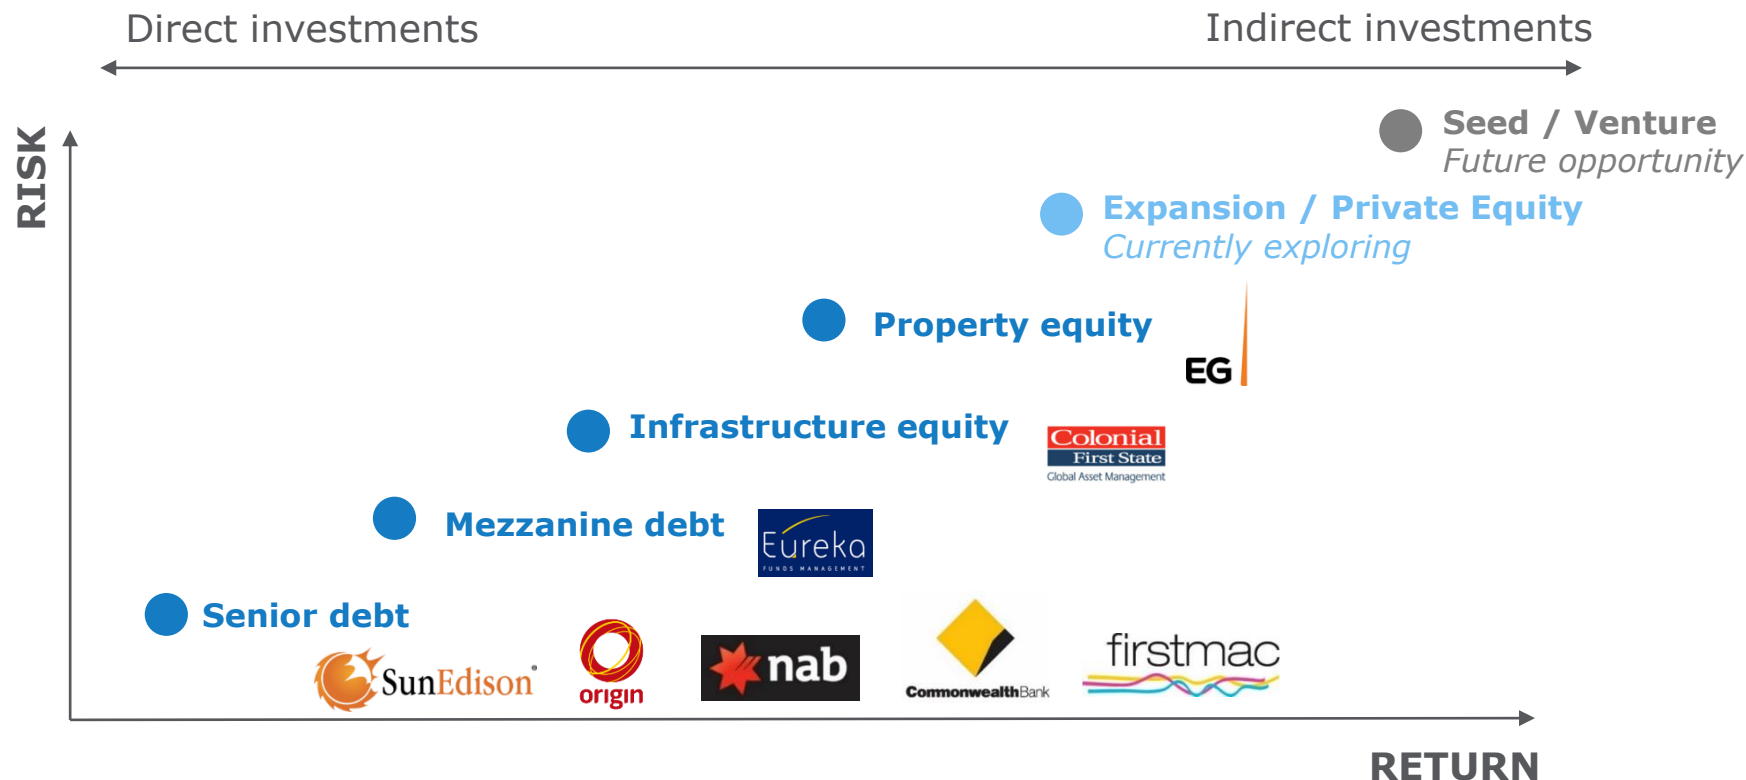 Direct investments
Indirect investments
RISK
Seed / Venture
Future opportunity
Expansion / Private Equity
Currently exploring
Property equity
EG
Infrastructure equity
Colonial
First State
Global Asset Management
Mezzanine debt
Eureka
FUNDS MANAGEMENT
Senior debt
SunEdison®
origin
nab
CommonwealthBank
firstmac
RETURN